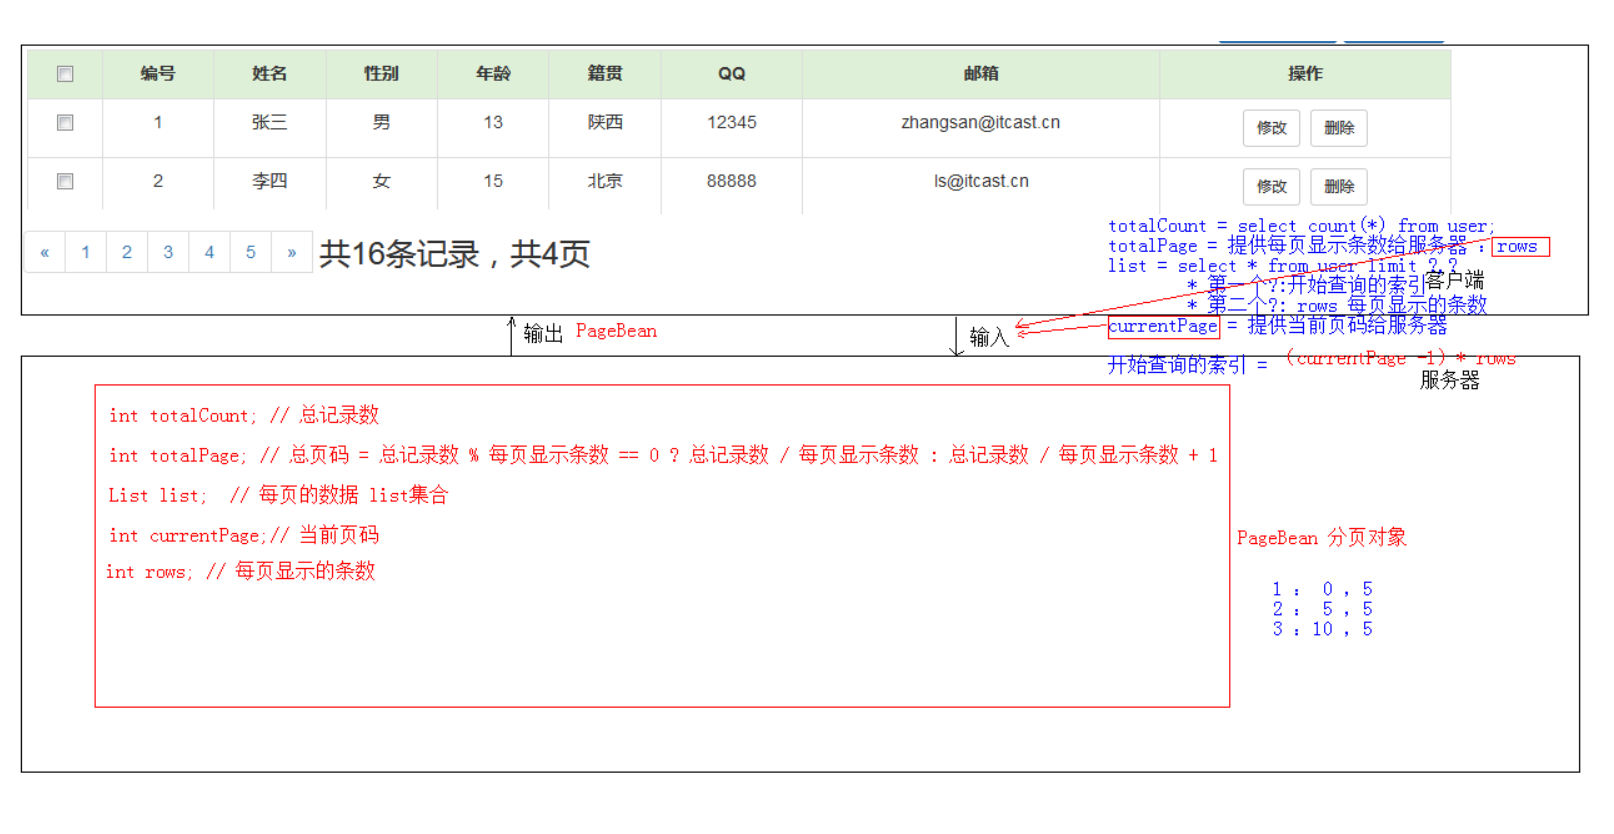 编号 姓名 性别 年龄 籍贯 QQ 邮箱 操作
1 张三 男 13 陕西 12345 zhangsan@itcast.cn 修改 删除
2 李四 女 15 北京 88888 ls@itcast.cn 修改 删除
« 1 2 3 4 5 » 共16条记录，共4页
totalCount = select count(*) from user;
totalPage = 提供每页显示条数给服务器 : rows
list = select * from user limit ?,?
* 第一个?:开始查询的索引
客户端
* 第二个?: rows 每页显示的条数
currentPage = 提供当前页码给服务器
输出 PageBean
输入
开始查询的索引 = (currentPage -1) * rows
服务器
int totalCount; // 总记录数
int totalPage; // 总页码 = 总记录数 % 每页显示条数 == 0 ? 总记录数 / 每页显示条数 : 总记录数 / 每页显示条数 + 1
List list; // 每页的数据 list集合
int currentPage;// 当前页码
int rows; // 每页显示的条数
PageBean 分页对象
1 : 0 , 5
2 : 5 , 5
3 : 10 , 5